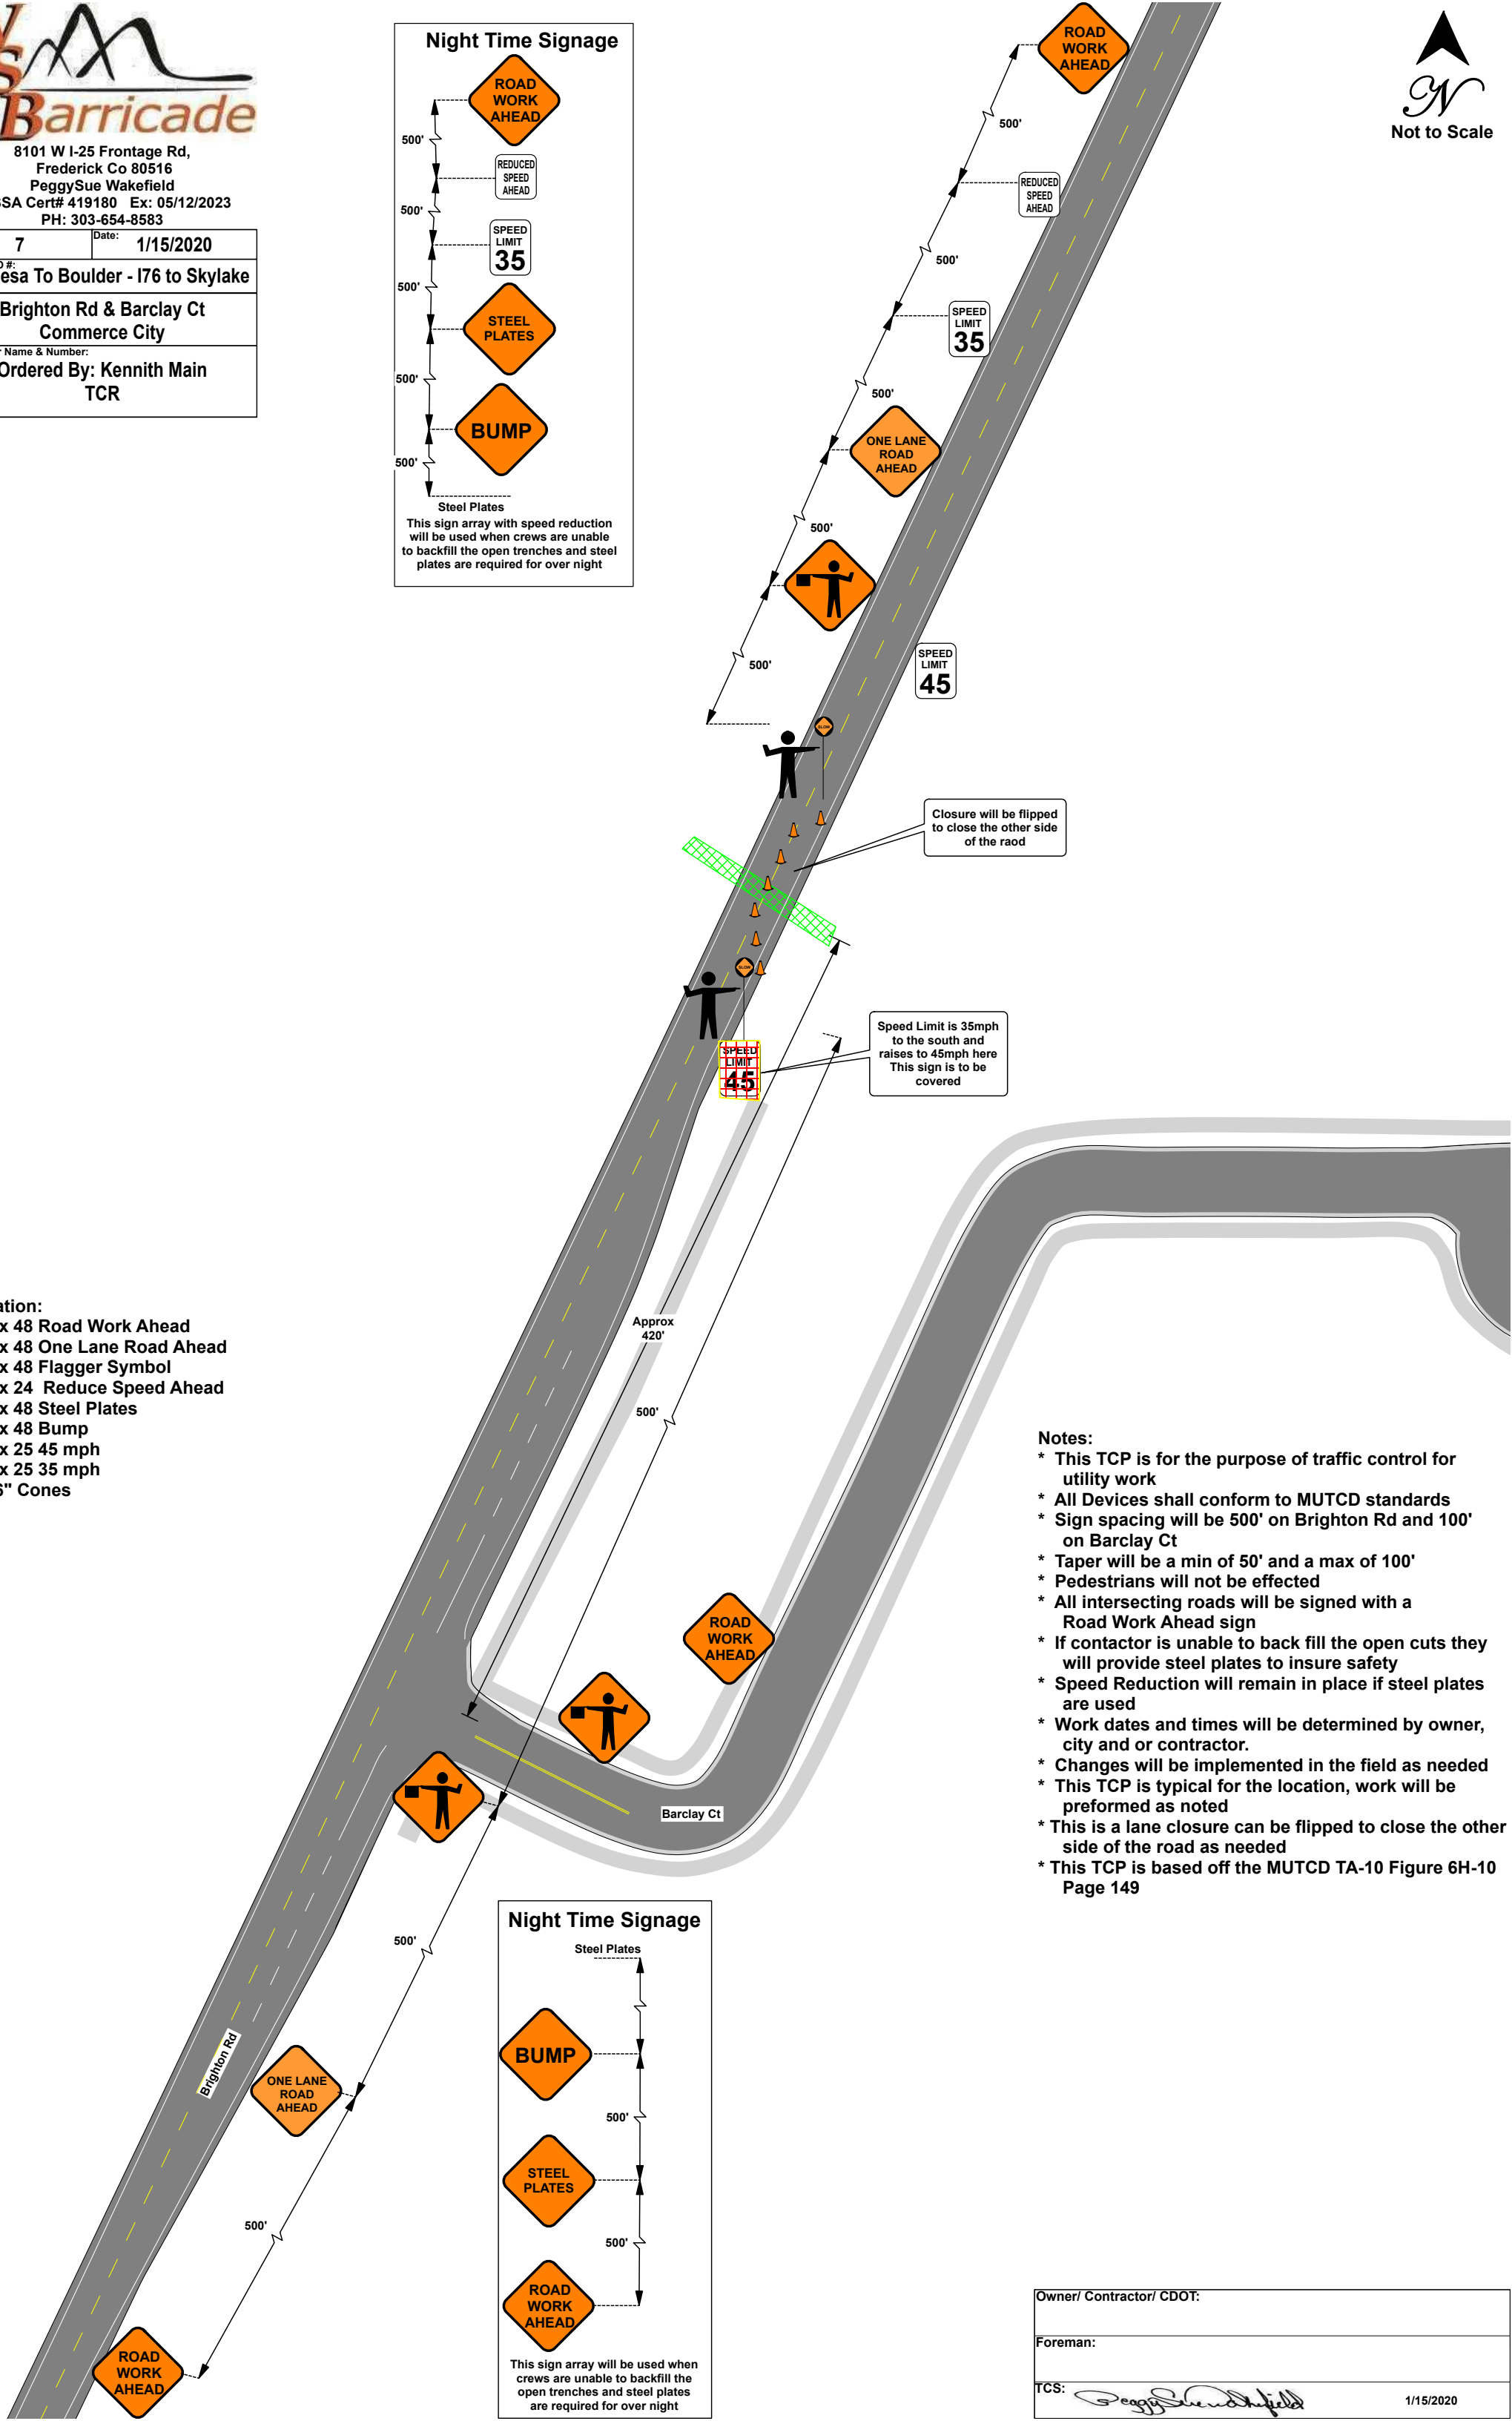 Barricade
8101 W I-25 Frontage Rd,
Frederick Co 80516
PeggySue Wakefield
SA Cert# 419180 Ex: 05/12/2023
PH: 303-654-8583
7
Date: 1/15/2020
#:
esa To Boulder - I76 to Skylake
Brighton Rd & Barclay Ct
Commerce City
Name & Number:
Ordered By: Kennith Main
TCR
Night Time Signage
ROAD
WORK
AHEAD
500'
REDUCED
SPEED
AHEAD
500'
SPEED
LIMIT
35
500'
STEEL
PLATES
500'
BUMP
500'
Steel Plates
This sign array with speed reduction
will be used when crews are unable
to backfill the open trenches and steel
plates are required for over night
N
Not to Scale
ROAD
WORK
AHEAD
500'
REDUCED
SPEED
AHEAD
500'
SPEED
LIMIT
35
500'
ONE LANE
ROAD
AHEAD
500'
500'
SPEED
LIMIT
45
SLOW
Closure will be flipped
to close the other side
of the raod
SLOW
SPEED
LIMIT
45
Speed Limit is 35mph
to the south and
raises to 45mph here
This sign is to be
covered
Approx
420'
500'
ation:
x 48 Road Work Ahead
x 48 One Lane Road Ahead
x 48 Flagger Symbol
x 24 Reduce Speed Ahead
x 48 Steel Plates
x 48 Bump
x 25 45 mph
x 25 35 mph
6" Cones
Notes:
* This TCP is for the purpose of traffic control for
utility work
* All Devices shall conform to MUTCD standards
* Sign spacing will be 500' on Brighton Rd and 100'
on Barclay Ct
* Taper will be a min of 50' and a max of 100'
* Pedestrians will not be effected
* All intersecting roads will be signed with a
Road Work Ahead sign
* If contactor is unable to back fill the open cuts they
will provide steel plates to insure safety
* Speed Reduction will remain in place if steel plates
are used
* Work dates and times will be determined by owner,
city and or contractor.
* Changes will be implemented in the field as needed
* This TCP is typical for the location, work will be
preformed as noted
* This is a lane closure can be flipped to close the other
side of the road as needed
* This TCP is based off the MUTCD TA-10 Figure 6H-10
Page 149
ROAD
WORK
AHEAD
Barclay Ct
500'
Brighton Rd
ONE LANE
ROAD
AHEAD
500'
ROAD
WORK
AHEAD
Night Time Signage
Steel Plates
BUMP
500'
STEEL
PLATES
500'
ROAD
WORK
AHEAD
This sign array will be used when
crews are unable to backfill the
open trenches and steel plates
are required for over night
Owner/ Contractor/ CDOT:
Foreman:
TCS: PeggySue Wakefield 1/15/2020